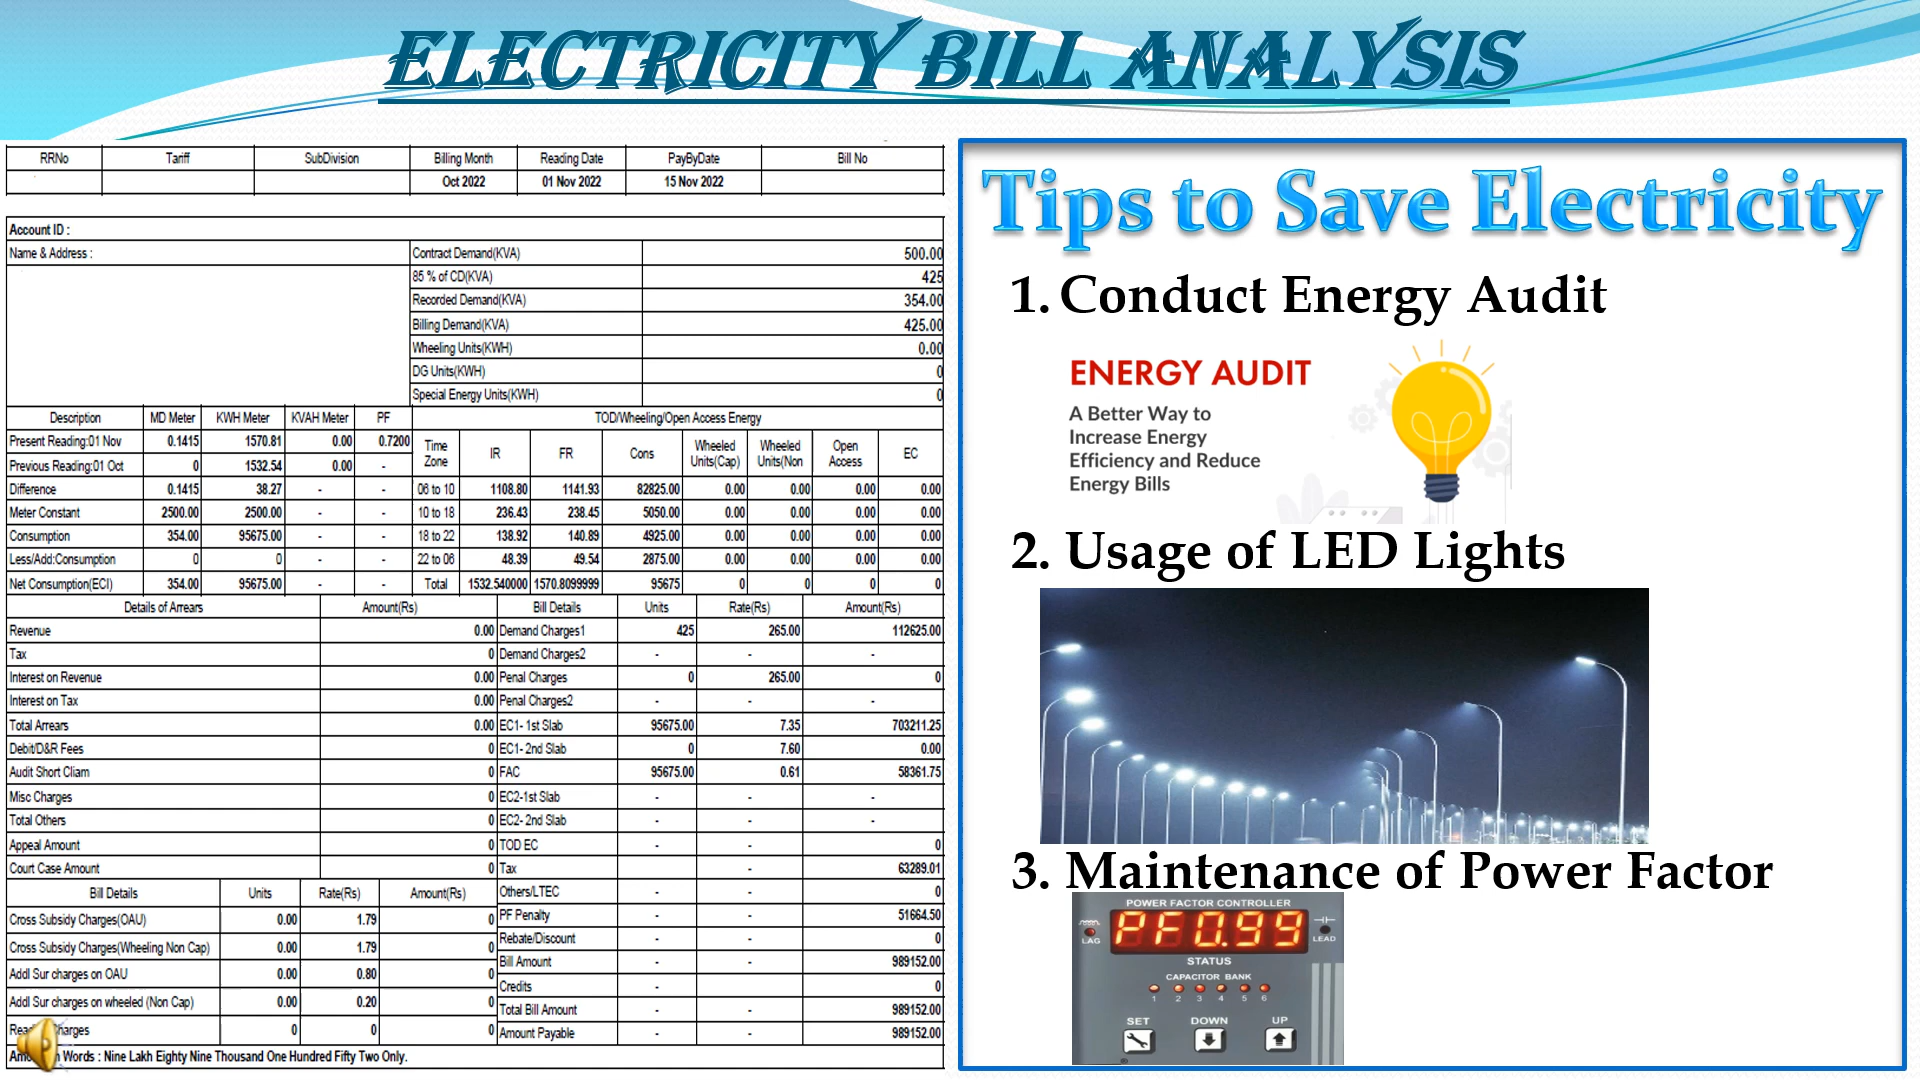 ELECTRICITY BILL ANALYSIS
RRNo Tariff SubDivision Billing Month Reading Date PayByDate Bill No
Oct 2022 01 Nov 2022 15 Nov 2022
Account ID :
Name & Address : Contract Demand(KVA) 500.00
85 % of CD(KVA) 425
Recorded Demand(KVA) 354.00
Billing Demand(KVA) 425.00
Wheeling Units(KWH) 0.00
DG Units(KWH) 0
Special Energy Units(KWH) 0
Description MD Meter KWH Meter KVAH Meter PF TOD/Wheeling/Open Access Energy
Present Reading:01 Nov 0.1415 1570.81 0.00 0.7200
Previous Reading:01 Oct 0 1532.54 0.00 -
Time Zone IR FR Cons Wheeled Units(Cap) Wheeled Units(Non Open Access EC
Difference 0.1415 38.27 - - 06 to 10 1108.80 1141.93 82825.00 0.00 0.00 0.00 0.00
Meter Constant 2500.00 2500.00 - - 10 to 18 236.43 238.45 5050.00 0.00 0.00 0.00 0.00
Consumption 354.00 95675.00 - - 18 to 22 138.92 140.89 4925.00 0.00 0.00 0.00 0.00
Less/Add:Consumption 0 0 - - 22 to 06 48.39 49.54 2875.00 0.00 0.00 0.00 0.00
Net Consumption(ECI) 354.00 95675.00 - - Total 1532.540000 1570.8099999 95675 0 0 0 0
Details of Arrears Amount(Rs) Bill Details Units Rate(Rs) Amount(Rs)
Revenue 0.00 Demand Charges1 425 265.00 112625.00
Tax 0 Demand Charges2 - - -
Interest on Revenue 0.00 Penal Charges 0 265.00 0
Interest on Tax 0.00 Penal Charges2 - - -
Total Arrears 0.00 EC1- 1st Slab 95675.00 7.35 703211.25
Debit/D&R Fees 0 EC1- 2nd Slab 0 7.60 0.00
Audit Short Cliam 0 FAC 95675.00 0.61 58361.75
Misc Charges 0 EC2-1st Slab - - -
Total Others 0 EC2- 2nd Slab - - -
Appeal Amount 0 TOD EC - - 0
Court Case Amount 0 Tax - 63289.01
Bill Details Units Rate(Rs) Amount(Rs) Others/LTEC - - 0
Cross Subsidy Charges(OAU) 0.00 1.79 0 PF Penalty - - 51664.50
Rebate/Discount - - 0
Cross Subsidy Charges(Wheeling Non Cap) 0.00 1.79 0 Bill Amount - - 989152.00
Addl Sur charges on OAU 0.00 0.80 0 Credits - 0
Addl Sur charges on wheeled (Non Cap) 0.00 0.20 0 Total Bill Amount - - 989152.00
harges 0 0 0 Amount Payable - - 989152.00
Words : Nine Lakh Eighty Nine Thousand One Hundred Fifty Two Only.
Tips to Save Electricity
1. Conduct Energy Audit
ENERGY AUDIT
A Better Way to
Increase Energy
Efficiency and Reduce
Energy Bills
2. Usage of LED Lights
3. Maintenance of Power Factor
POWER FACTOR CONTROLLER
PF0.99
LAG LEAD
STATUS
CAPACITOR BANK
1 2 3 4 5 6
SET DOWN UP